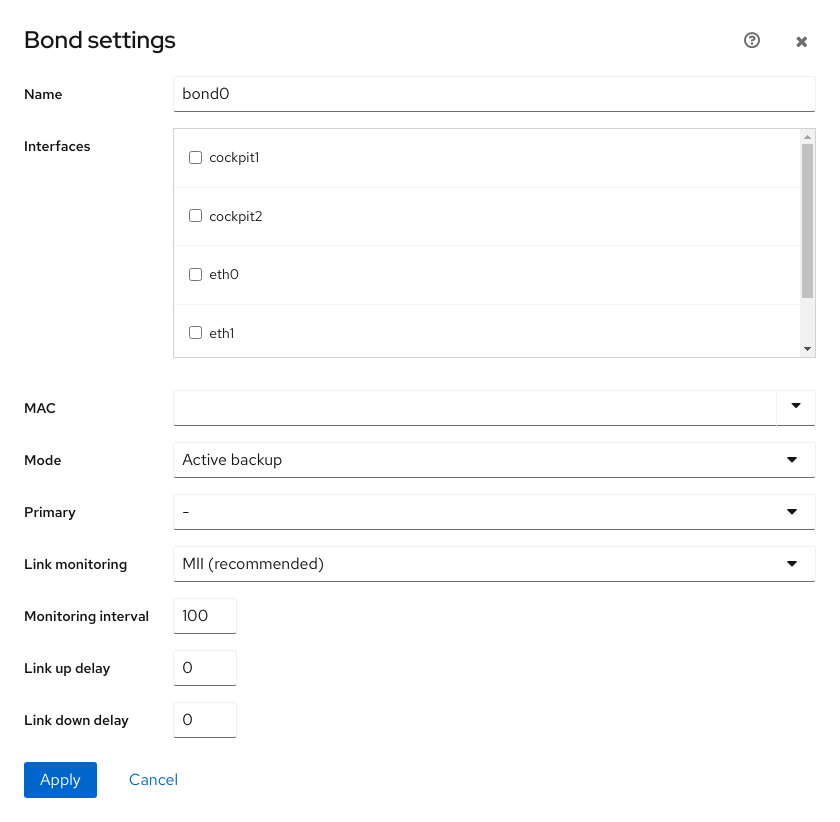 Bond settings
Name bond0
Interfaces
cockpit1
cockpit2
eth0
eth1
MAC
Mode Active backup
Primary -
Link monitoring MII (recommended)
Monitoring interval 100
Link up delay 0
Link down delay 0
Apply Cancel